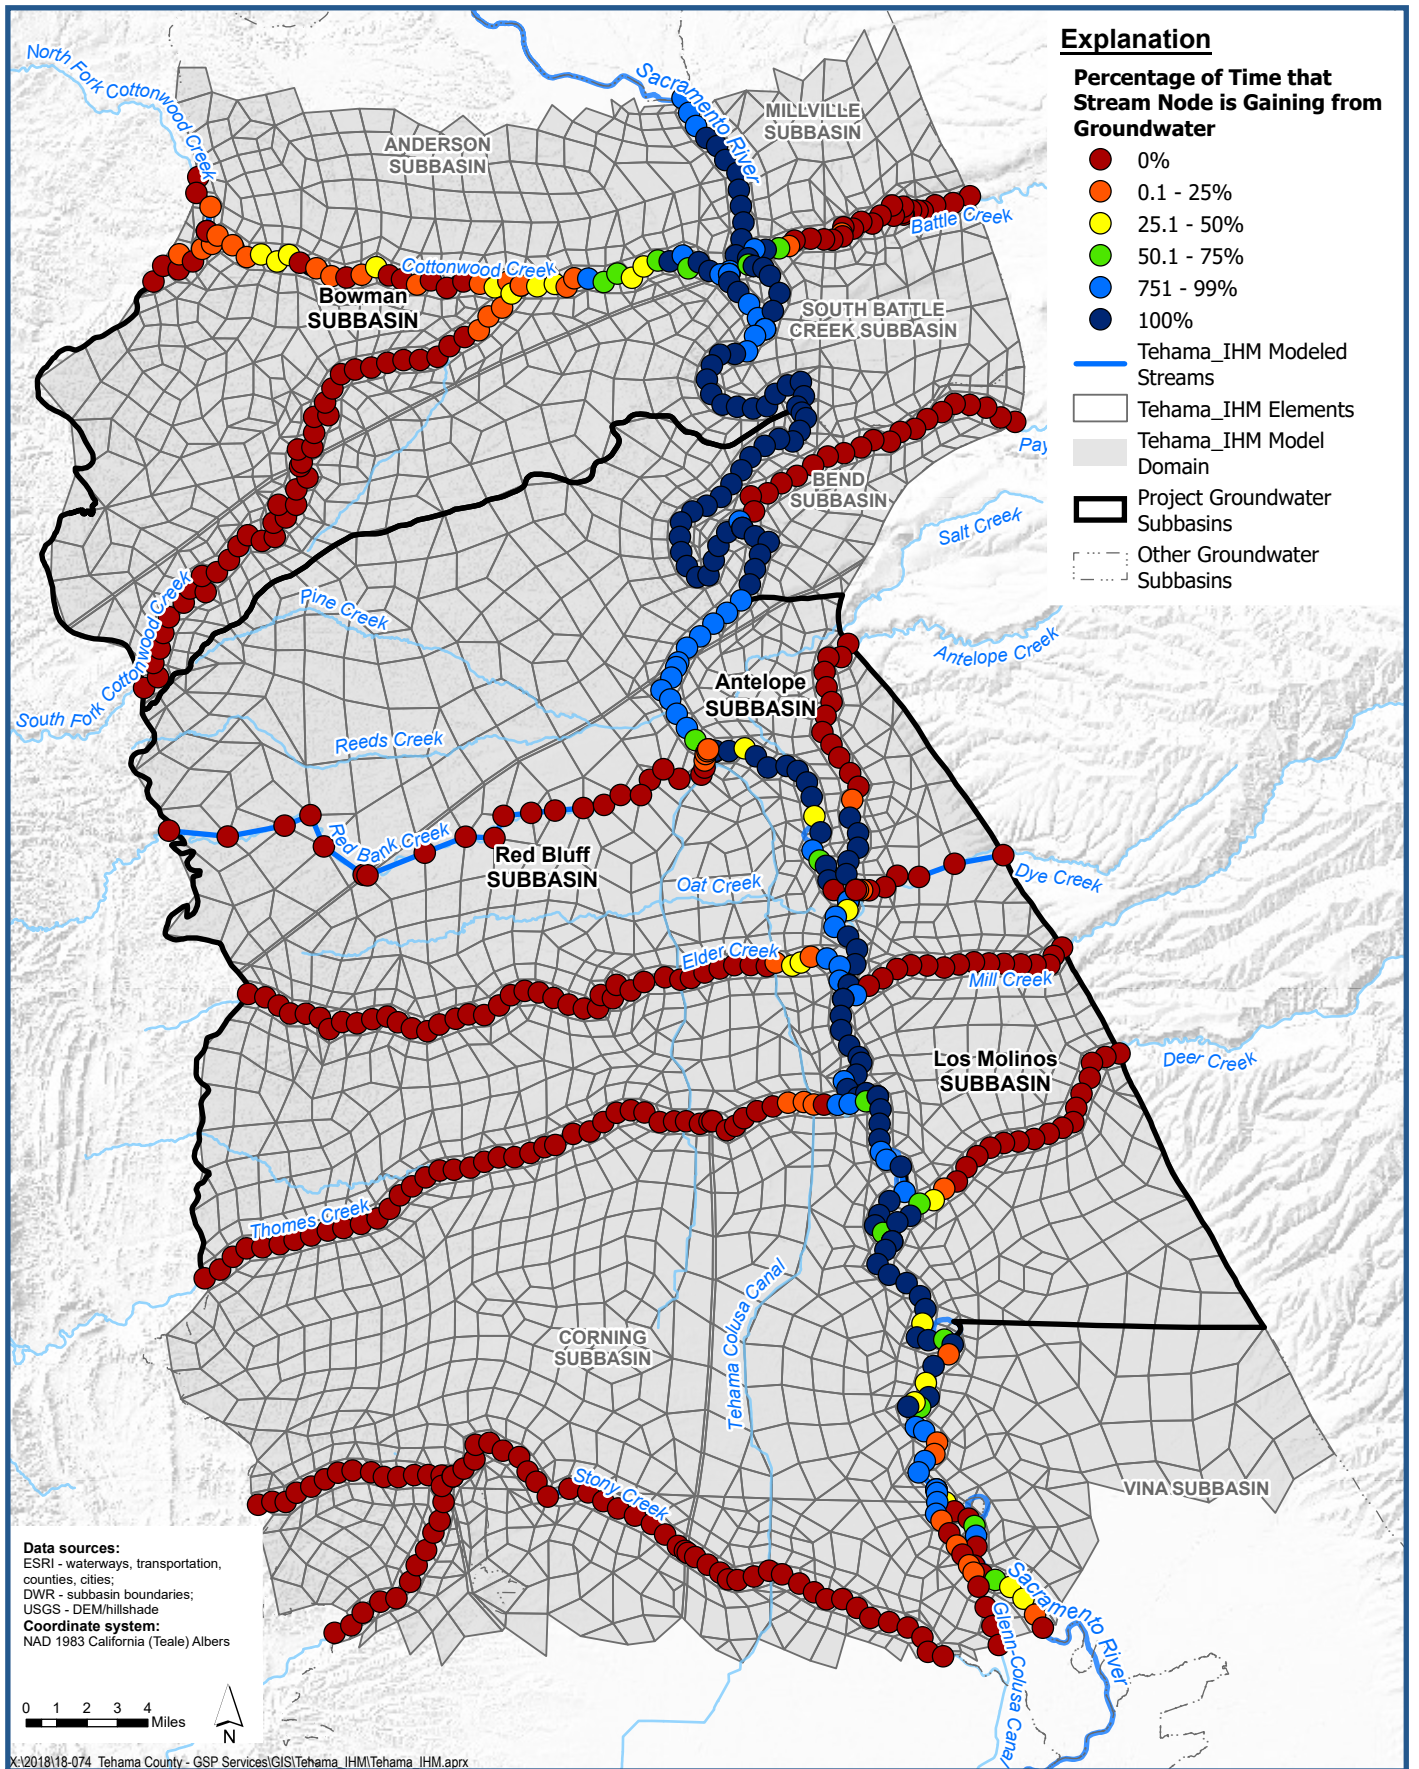 Explanation
Percentage of Time that
Stream Node is Gaining from
Groundwater
0%
0.1 - 25%
25.1 - 50%
50.1 - 75%
751 - 99%
100%
Tehama_IHM Modeled
Streams
Tehama_IHM Elements
Tehama_IHM Model
Domain
Project Groundwater
Subbasins
Other Groundwater
Subbasins
North Fork Cottonwood Creek
Sacramento River
MILLVILLE
SUBBASIN
ANDERSON
SUBBASIN
Battle Creek
Cottonwood Creek
Bowman
SUBBASIN
SOUTH BATTLE
CREEK SUBBASIN
Pay
BEND
SUBBASIN
Salt Creek
South Fork Cottonwood Creek
Pine Creek
Antelope Creek
Antelope
SUBBASIN
Reeds Creek
Red Bank Creek
Red Bluff
SUBBASIN
Dye Creek
Oat Creek
Elder Creek
Mill Creek
Los Molinos
SUBBASIN
Deer Creek
Thomes Creek
Tehama Colusa Canal
CORNING
SUBBASIN
VINA SUBBASIN
Stony Creek
Sacramento River
Glenn-Colusa Canal
Data sources:
ESRI - waterways, transportation,
counties, cities;
DWR - subbasin boundaries;
USGS - DEM/hillshade
Coordinate system:
NAD 1983 California (Teale) Albers
0 1 2 3 4
Miles
N
X:\2018\18-074_Tehama County - GSP Services\GIS\Tehama_IHM\Tehama_IHM.aprx